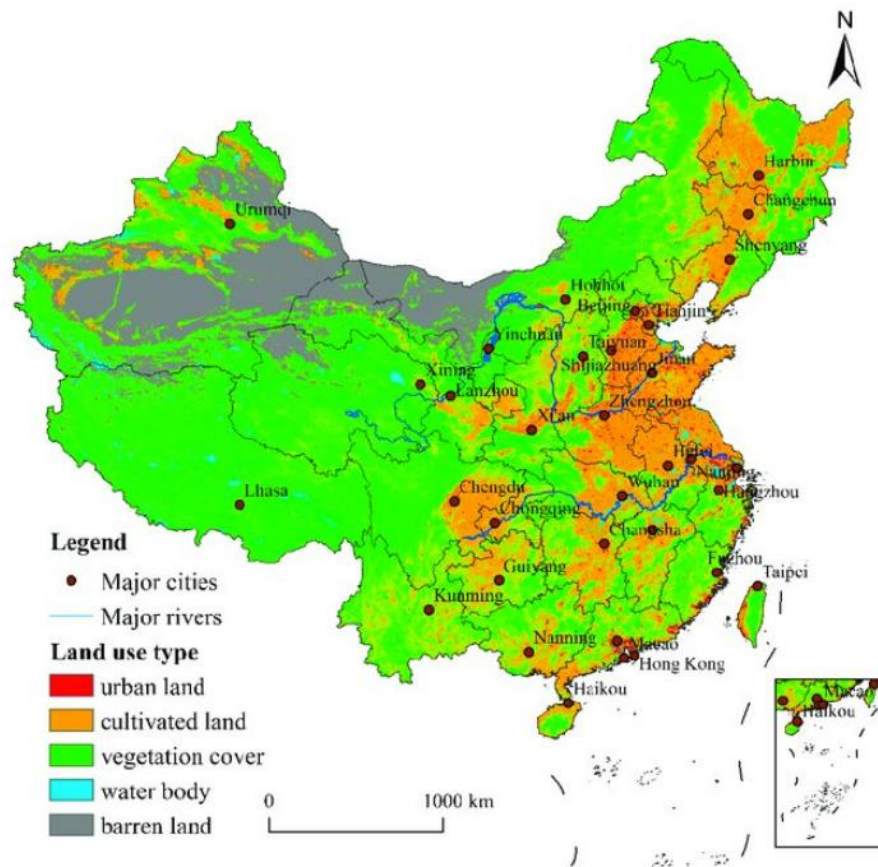 N
Harbin
Urumqi
Changchun
Shenyang
Hohhot
Beijing
Tianjin
Yinchuan
Taiyuan
Shijiazhuang
Jinan
Xining
Lanzhou
Zhengzhou
Xi'an
Hefei
Nanjing
Wuhan
Hangzhou
Lhasa
Chengdu
Chongqing
Changsha
Legend
Major cities
Major rivers
Guiyang
Fuzhou
Taipei
Kunming
Land use type
Nanning
Macao
Hong Kong
urban land
Haikou
Macao
Haikou
cultivated land
vegetation cover
water body
0
1000 km
barren land